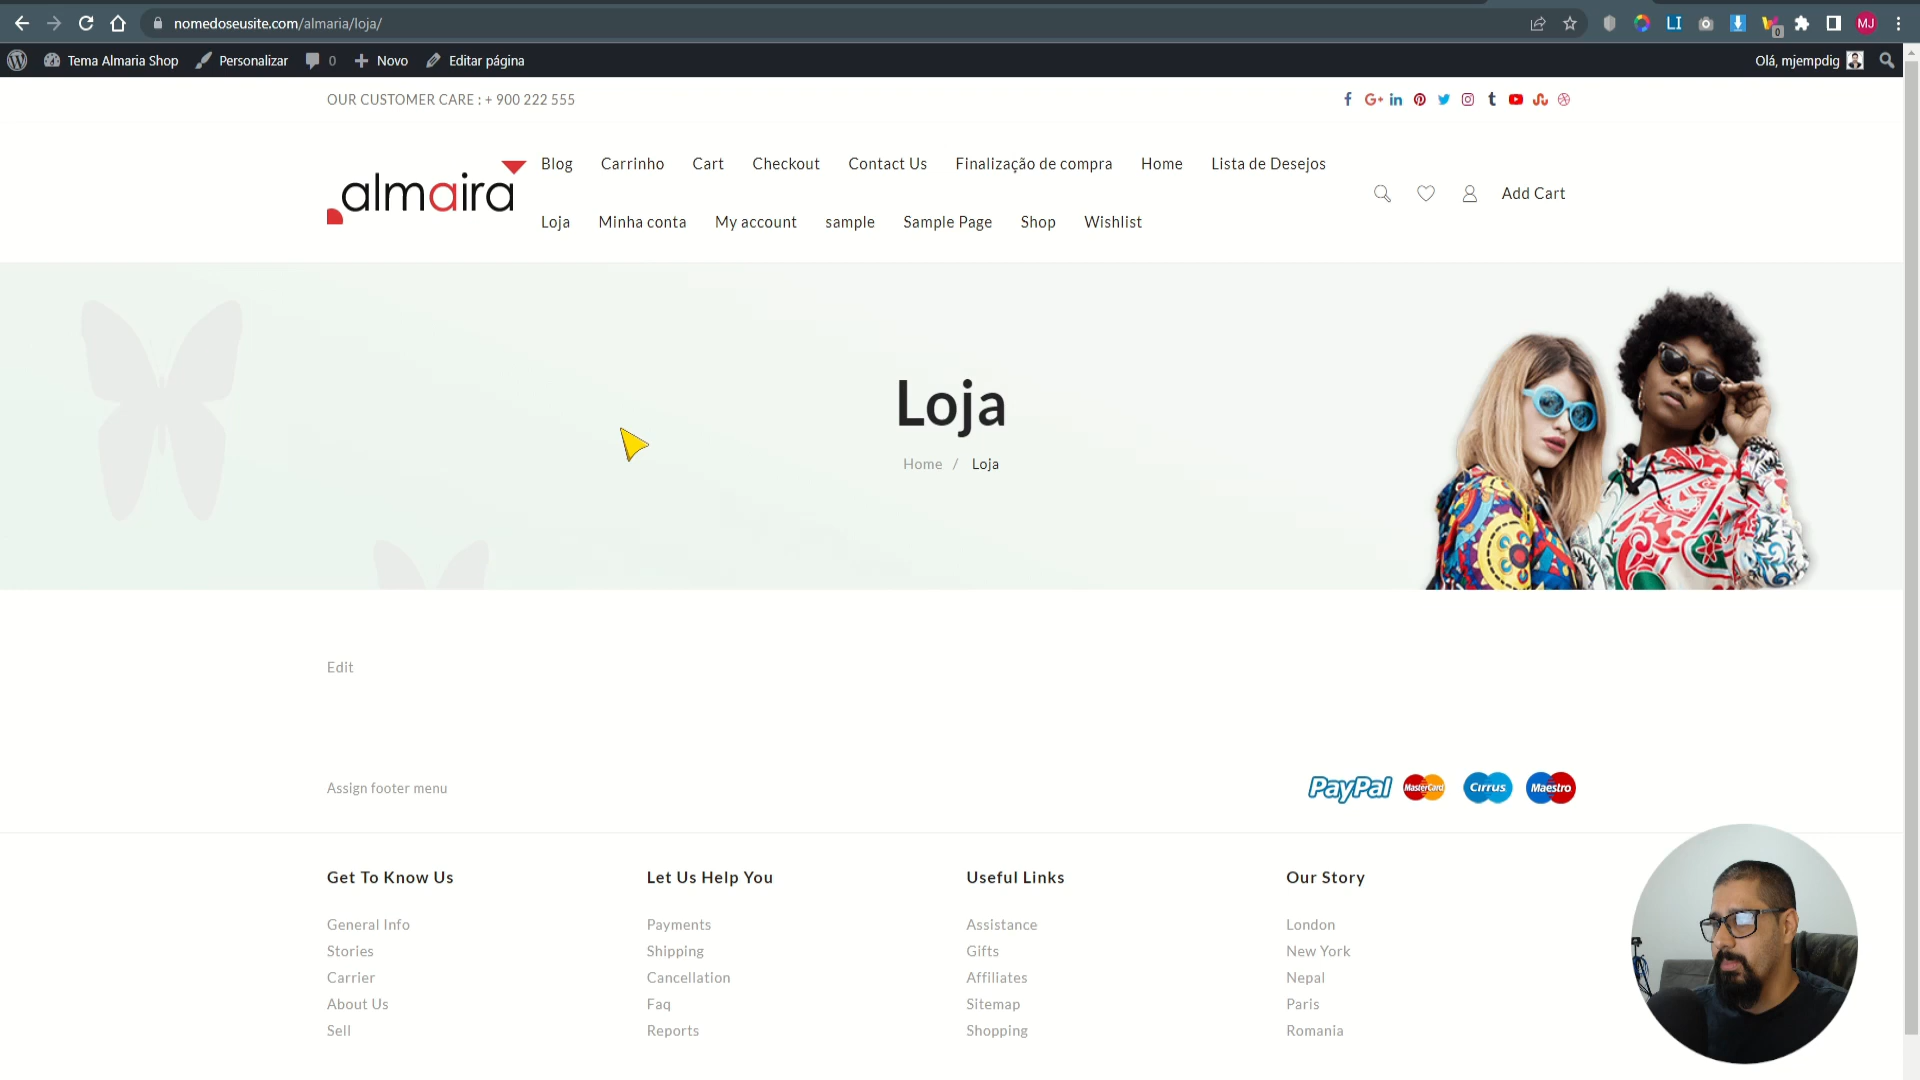 nomedoseusite.com/almaria/loja/
LI
0
MJ
Tema Almaria Shop
Personalizar
0
Novo
Editar página
Olá, mjempdig
OUR CUSTOMER CARE : + 900 222 555
almaira
Blog Carrinho Cart Checkout Contact Us Finalização de compra Home Lista de Desejos
Loja Minha conta My account sample Sample Page Shop Wishlist
Add Cart
Loja
Home / Loja
Edit
Assign footer menu
PayPal MasterCard Cirrus Maestro
Get To Know Us
General Info
Stories
Carrier
About Us
Sell
Let Us Help You
Payments
Shipping
Cancellation
Faq
Reports
Useful Links
Assistance
Gifts
Affiliates
Sitemap
Shopping
Our Story
London
New York
Nepal
Paris
Romania